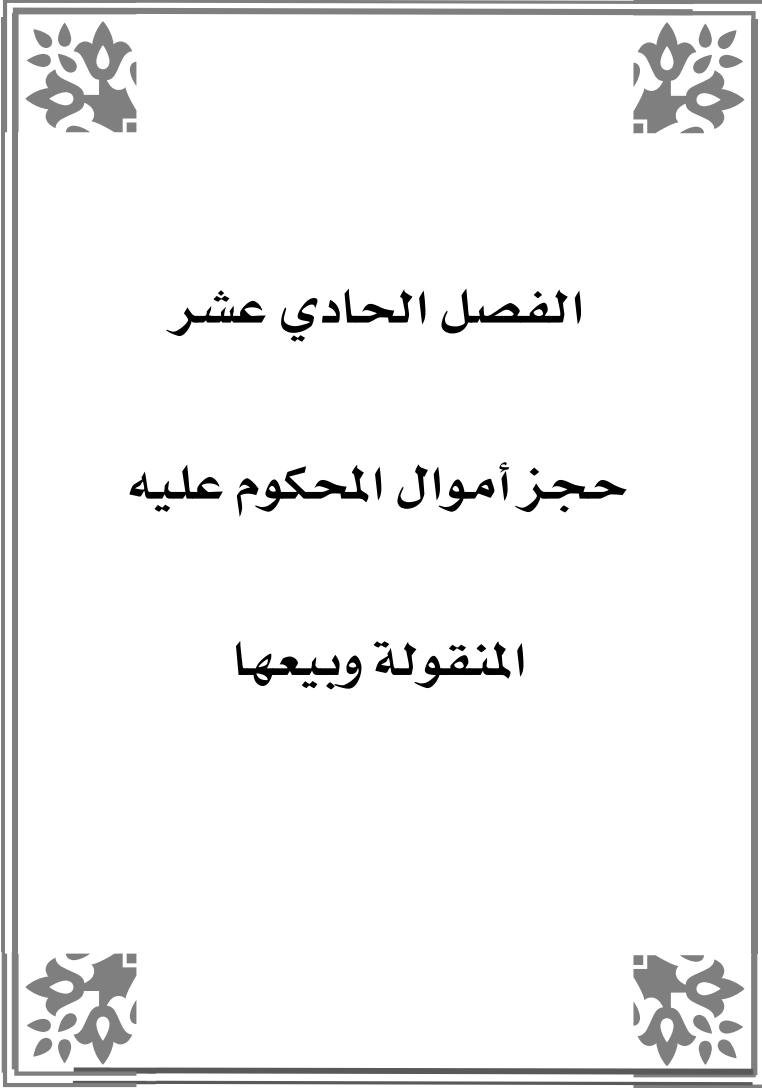 الفصل الحادي عشر
حجز أموال المحكوم عليه
المنقولة وبيعها